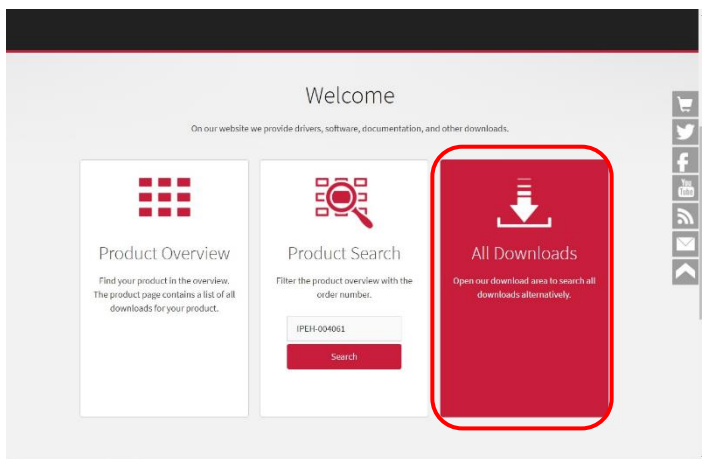 Welcome
On our website we provide drivers, software, documentation, and other downloads.
Product Overview
Find your product in the overview.
The product page contains a list of all
downloads for your product.
Product Search
Filter the product overview with the
order number.
IPEH-004061
Search
All Downloads
Open our download area to search all
downloads alternatively.
You
Tube